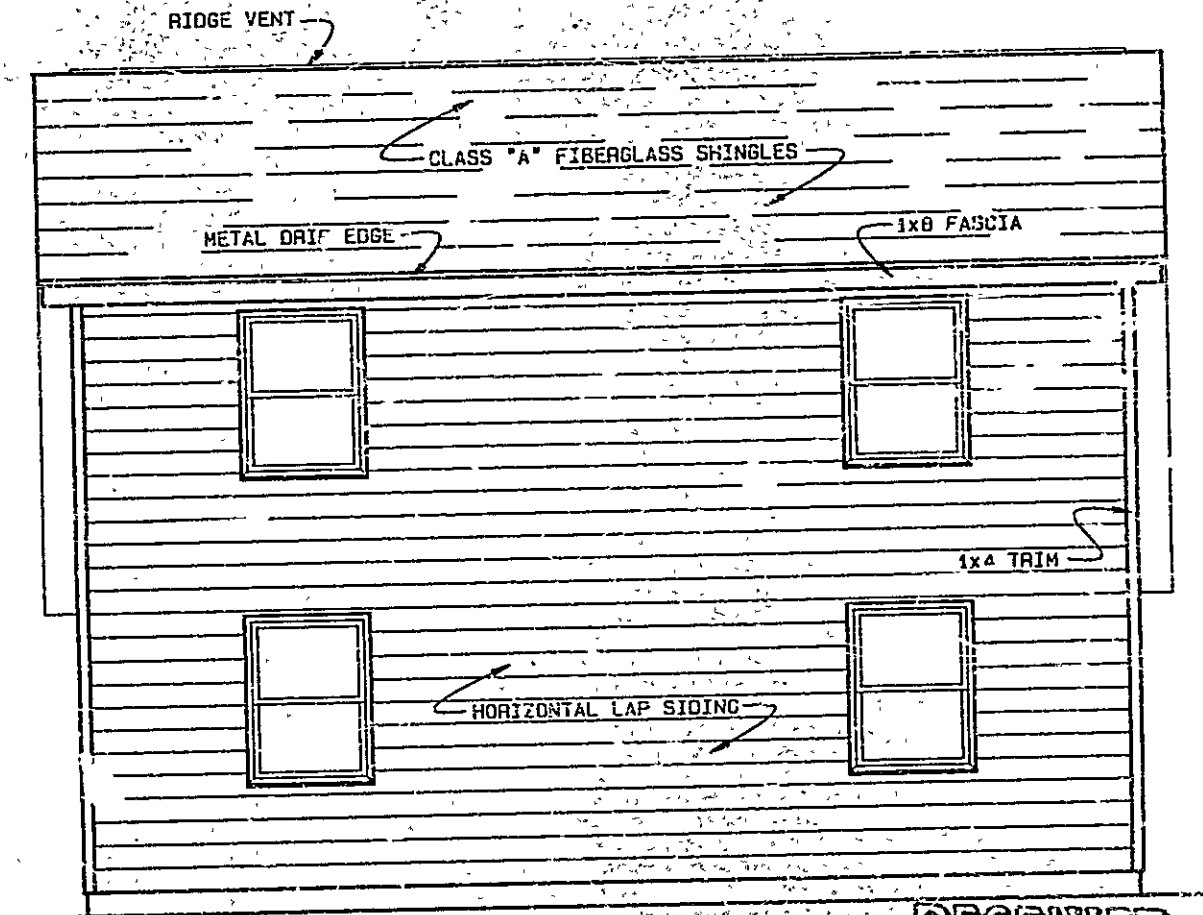 RIDGE VENT
CLASS "A" FIBERGLASS SHINGLES
METAL DRIP EDGE
1x8 FASCIA
1x4 TRIM
HORIZONTAL LAP SIDING